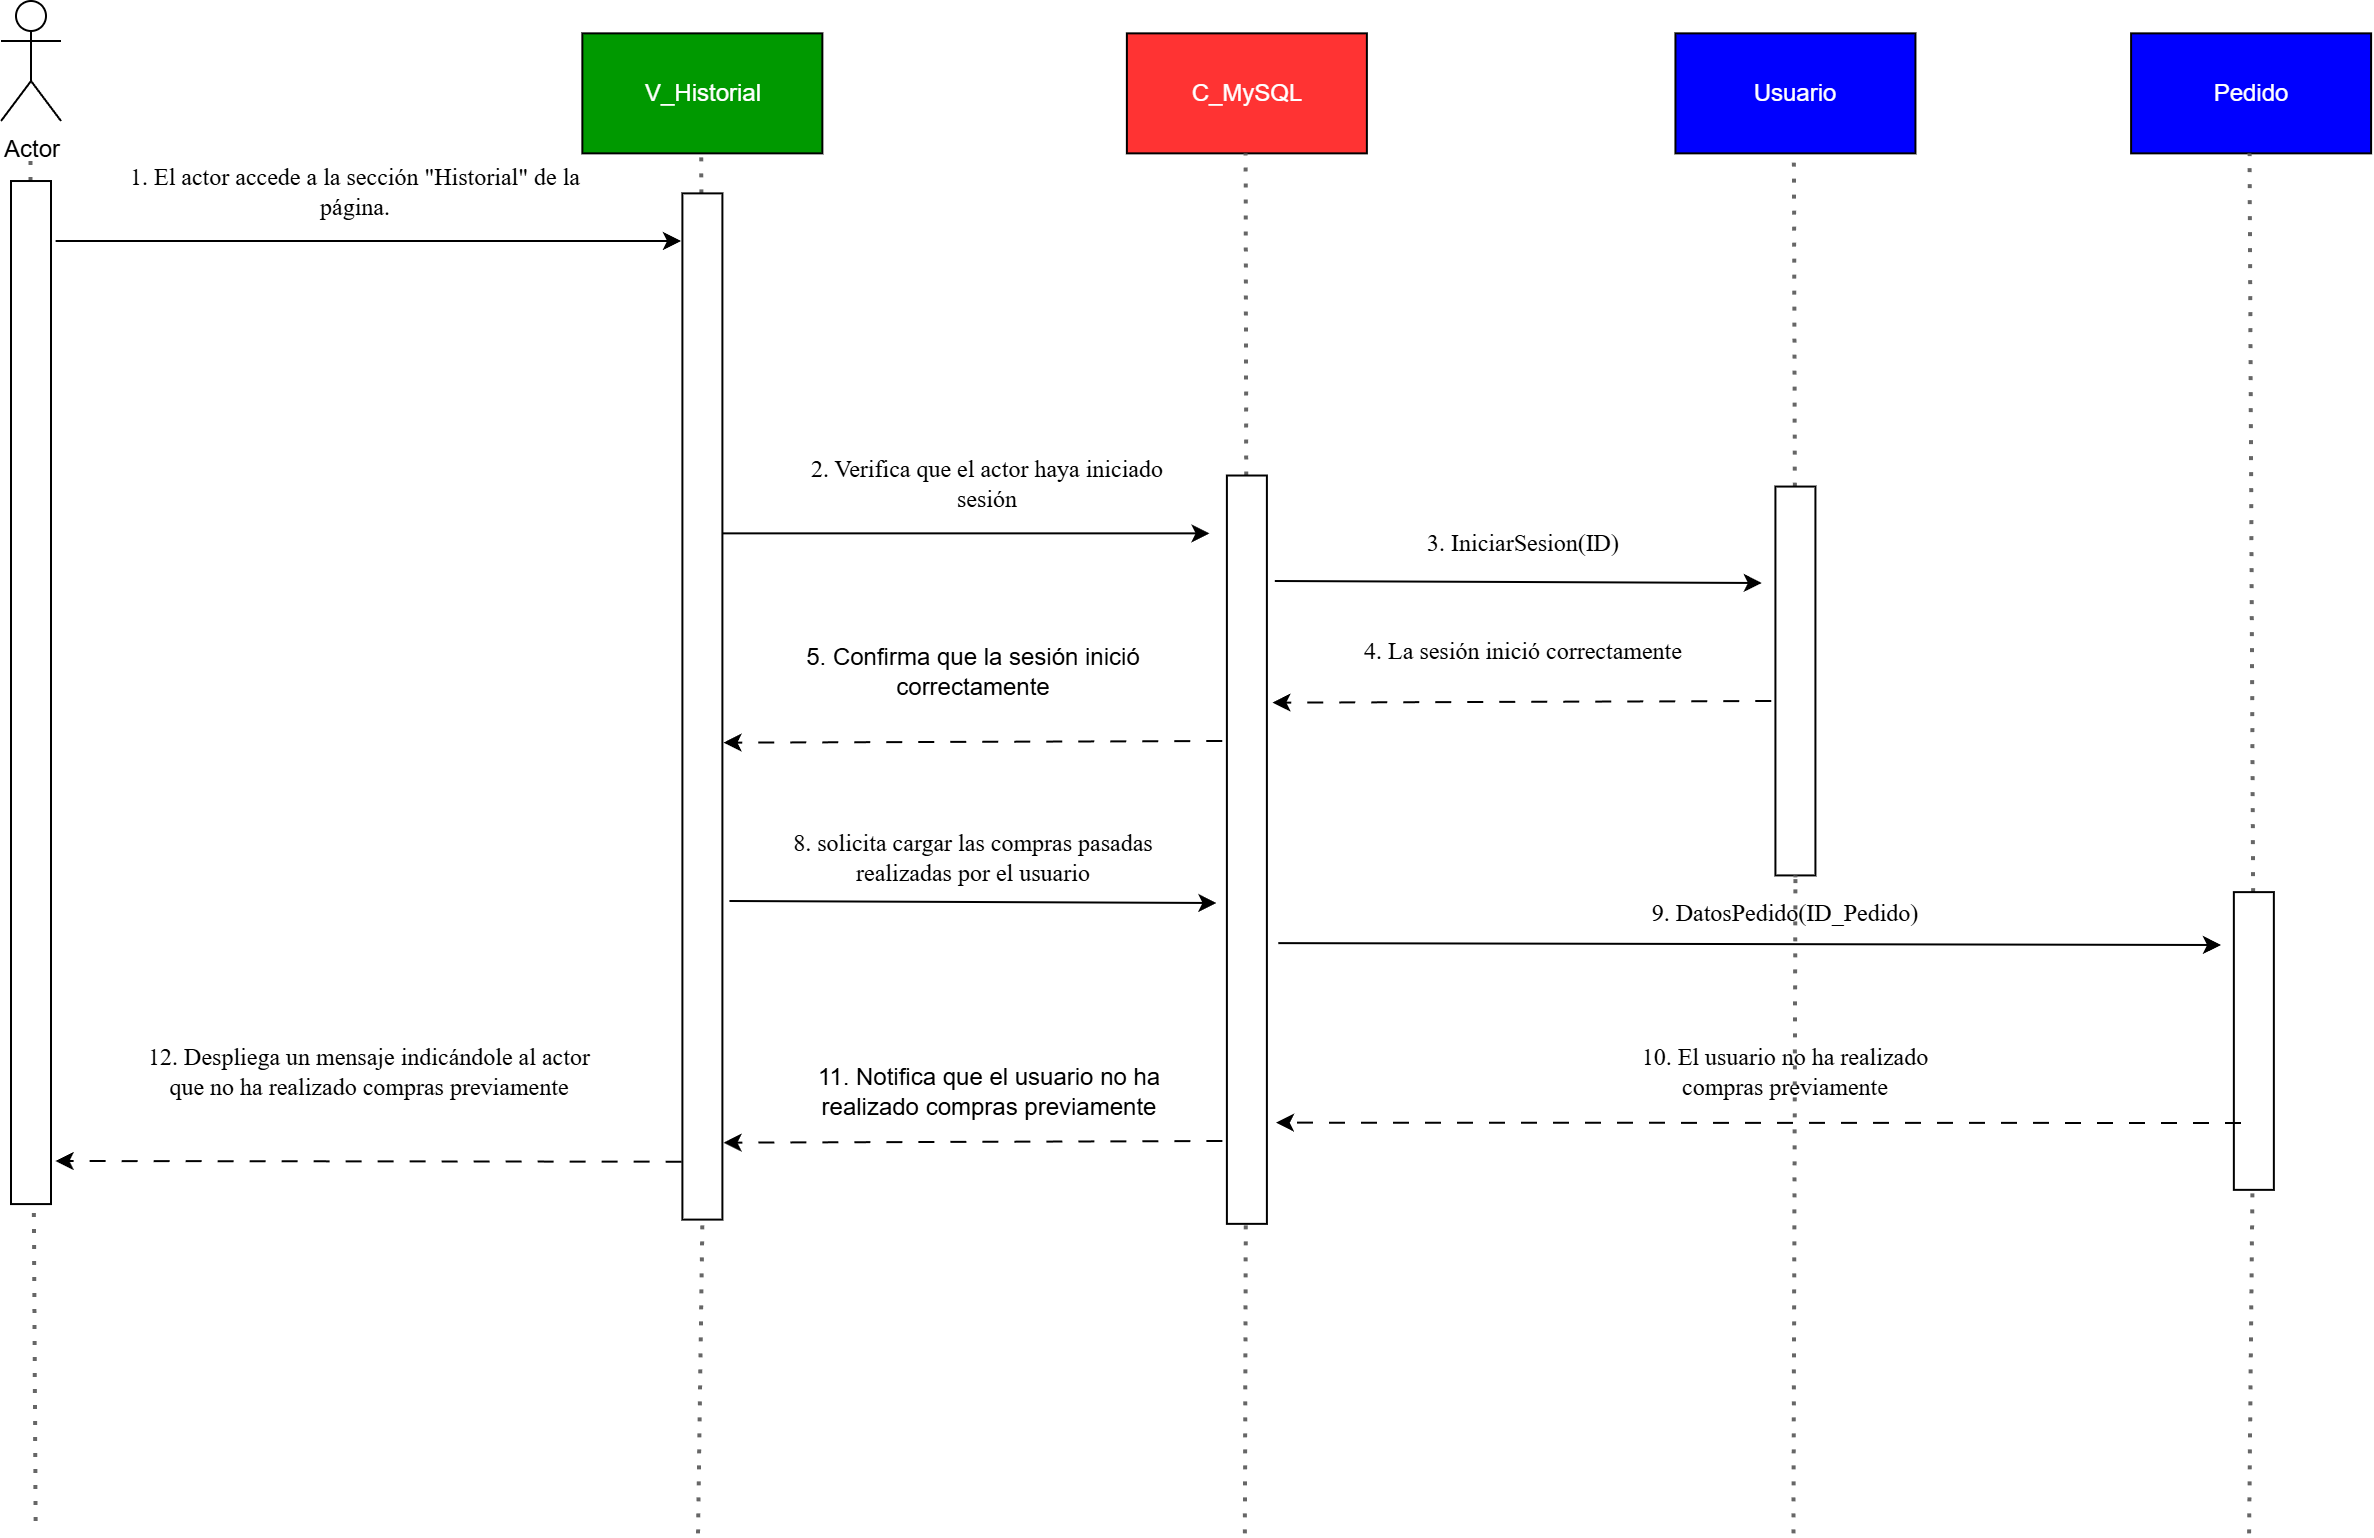 V_Historial
C_MySQL
Usuario
Pedido
Actor
1. El actor accede a la sección "Historial" de la
página.
2. Verifica que el actor haya iniciado
sesión
3. IniciarSesion(ID)
4. La sesión inició correctamente
5. Confirma que la sesión inició
correctamente
8. solicita cargar las compras pasadas
realizadas por el usuario
9. DatosPedido(ID_Pedido)
10. El usuario no ha realizado
compras previamente
11. Notifica que el usuario no ha
realizado compras previamente
12. Despliega un mensaje indicándole al actor
que no ha realizado compras previamente